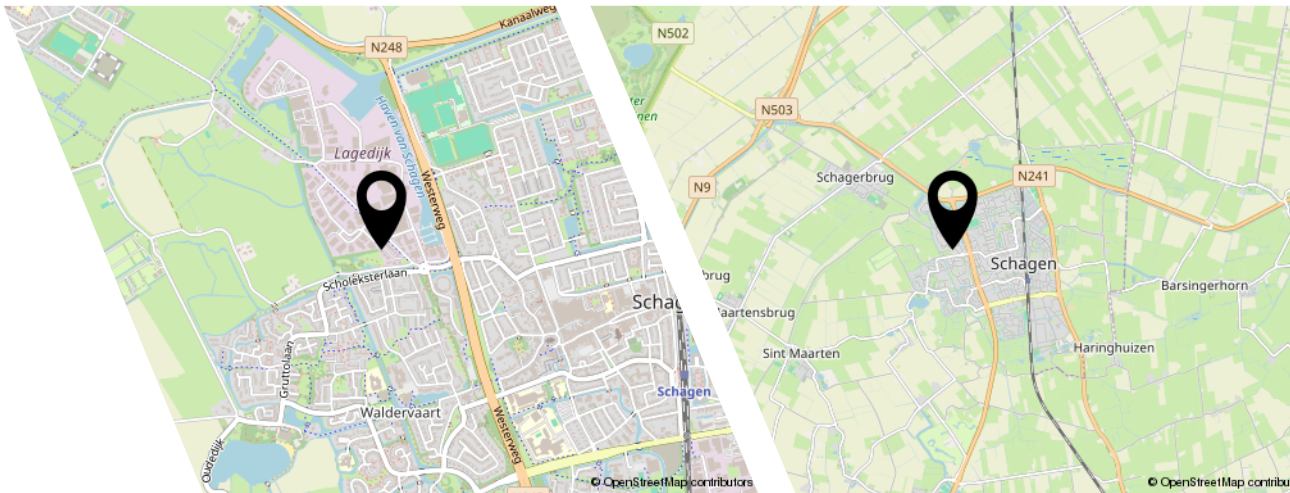 Kanaalweg
N248
Haven van Schagen
Lagedijk
Westerweg
Scholeksterlaan
Schag
Gruttolaan
Schagen
Waldervaart
Westerweg
Oudedijk
© OpenStreetMap contributors
N502
N503
N9
Schagerbrug
N241
Schagen
Barsingerhorn
Sint Maarten
Haringhuizen
© OpenStreetMap contribu